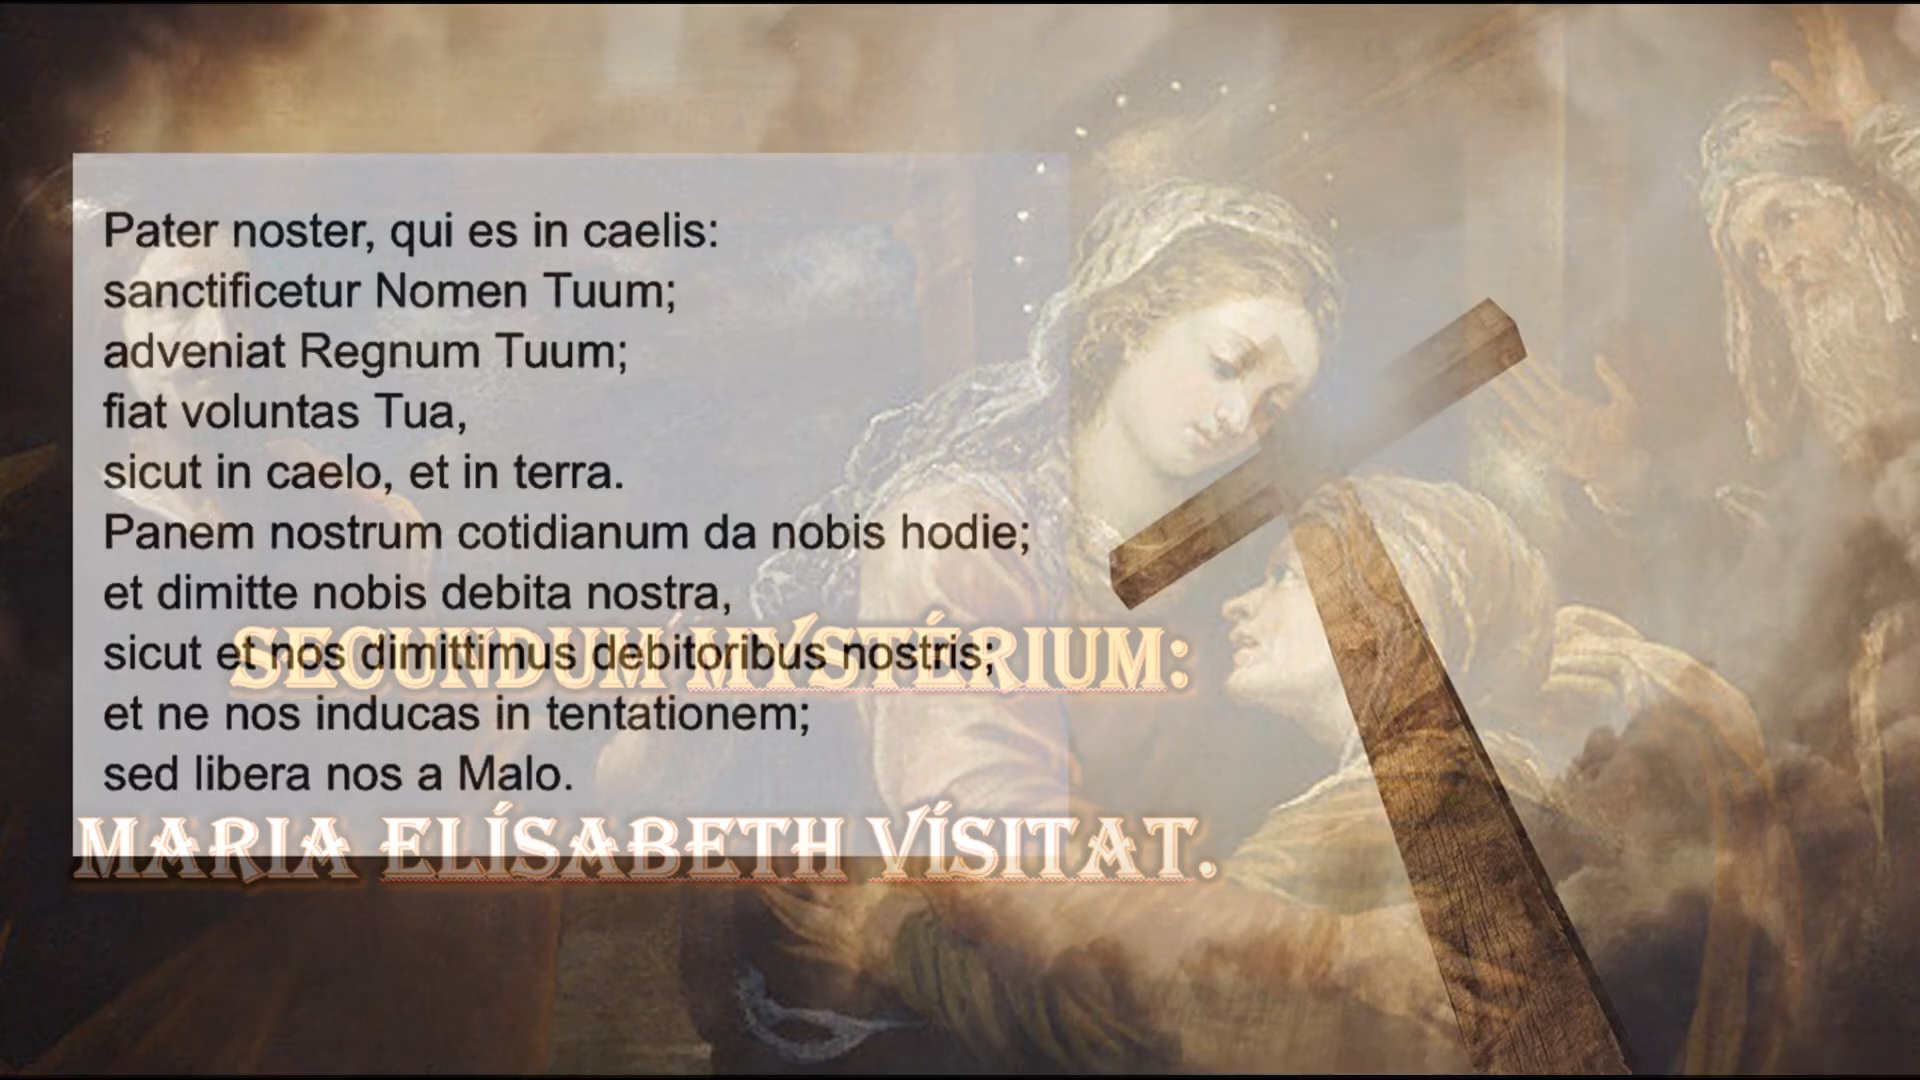 Pater noster, qui es in caelis:
sanctificetur Nomen Tuum;
adveniat Regnum Tuum;
fiat voluntas Tua,
sicut in caelo, et in terra.
Panem nostrum cotidianum da nobis hodie;
et dimitte nobis debita nostra,
sicut et nos dimittimus debitoribus nostris;
et ne nos inducas in tentationem;
sed libera nos a Malo.
SECUNDUM MYSTÉRIUM:
MARIA ELÍSABETH VÍSITAT.